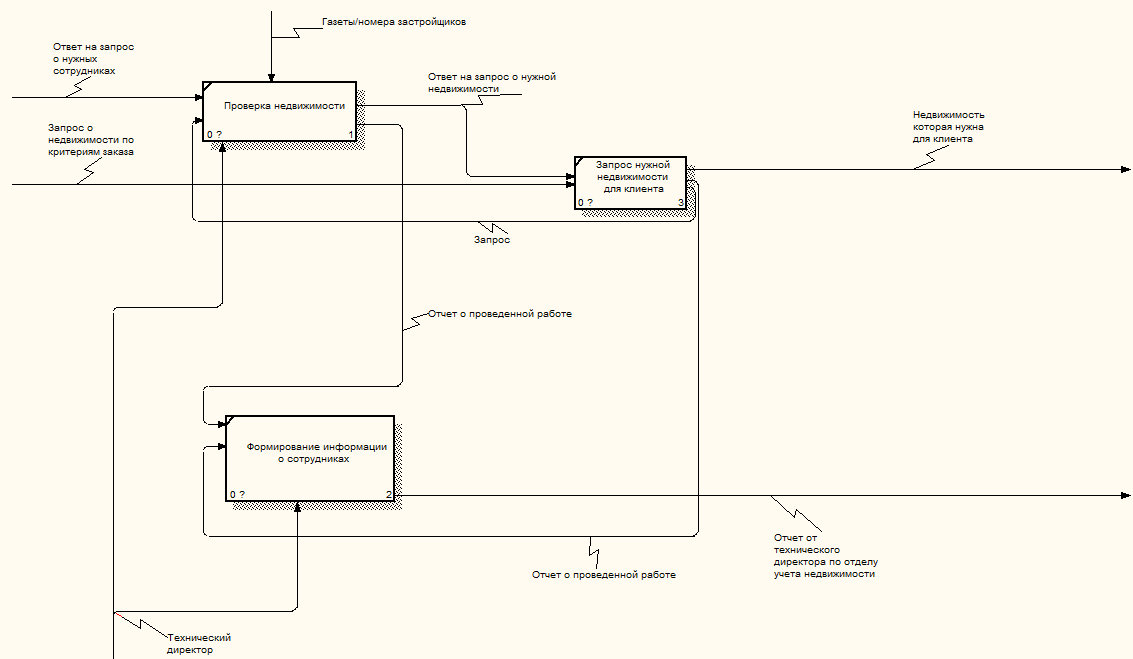 Газеты/номера застройщиков
Ответ на запрос
о нужных
сотрудниках
Ответ на запрос о нужной
недвижимости
Проверка недвижимости
0 ?
1
Запрос о
недвижимости по
критериям заказа
Недвижимость
которая нужна
для клиента
Запрос нужной
недвижимости
для клиента
0 ?
3
Запрос
Отчет о проведенной работе
Формирование информации
о сотрудниках
0 ?
2
Отчет от
технического
директора по отделу
учета недвижимости
Отчет о проведенной работе
Технический
директор